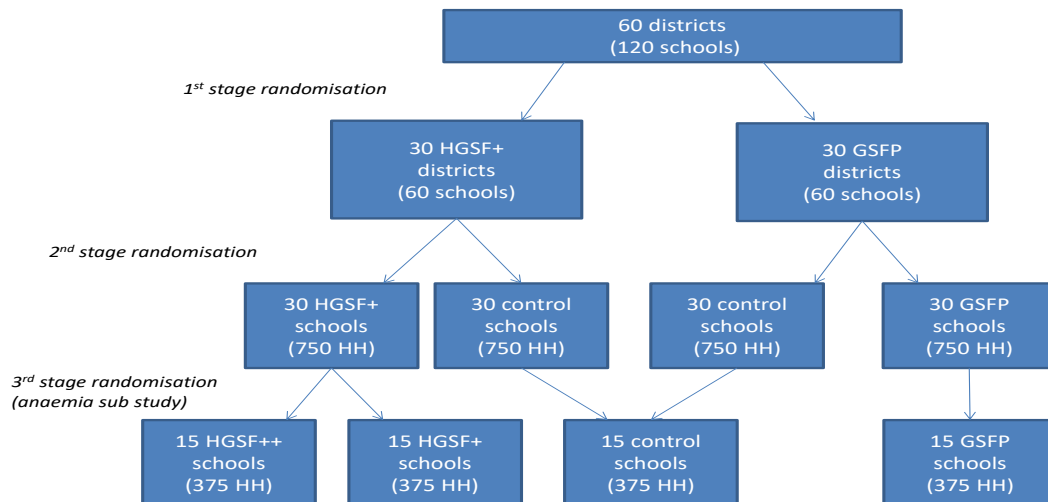 60 districts
(120 schools)
1st stage randomisation
30 HGSF+
districts
(60 schools)
30 GSFP
districts
(60 schools)
2nd stage randomisation
30 HGSF+
schools
(750 HH)
30 control
schools
(750 HH)
30 control
schools
(750 HH)
30 GSFP
schools
(750 HH)
3rd stage randomisation
(anaemia sub study)
15 HGSF++
schools
(375 HH)
15 HGSF+
schools
(375 HH)
15 control
schools
(375 HH)
15 GSFP
schools
(375 HH)